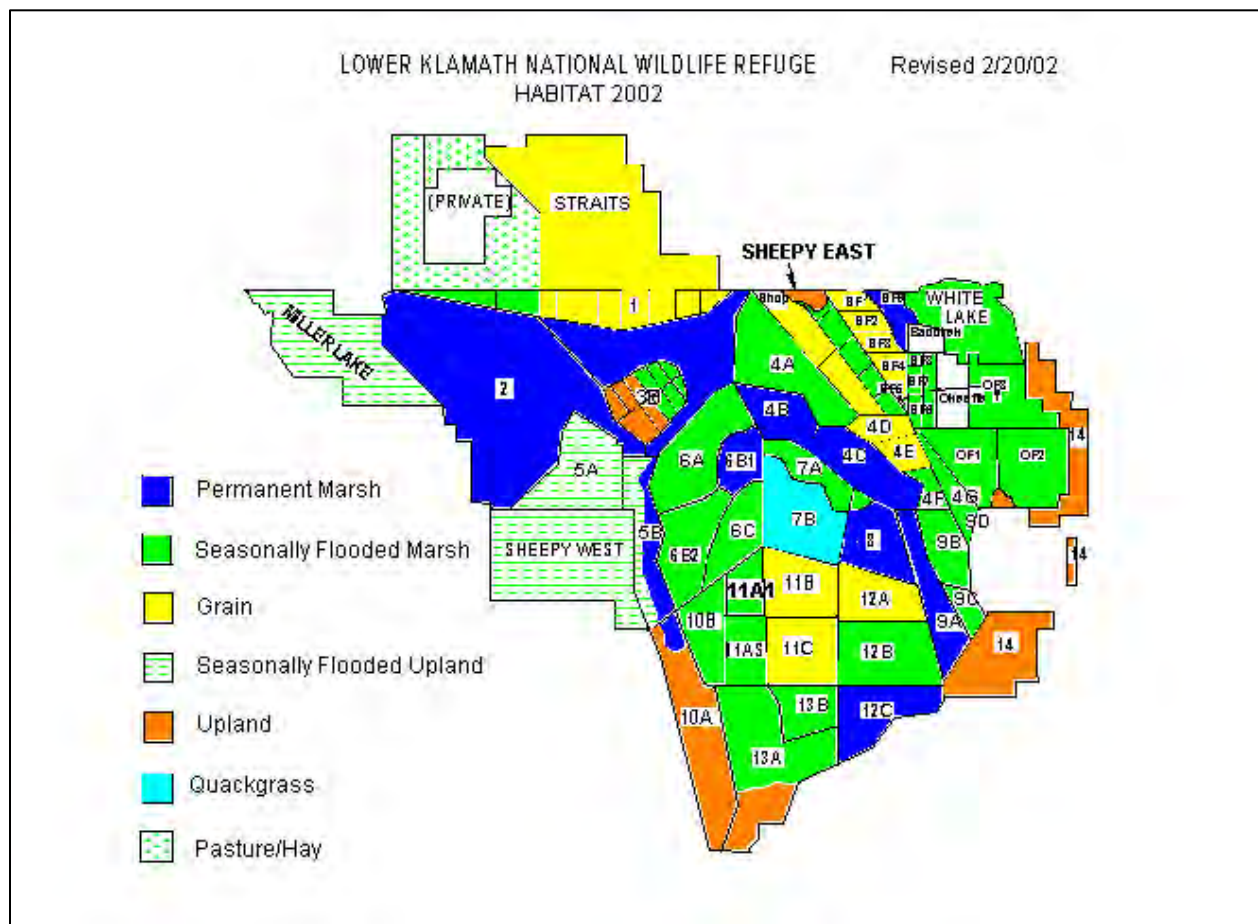 LOWER KLAMATH NATIONAL WILDLIFE REFUGE
Revised 2/20/02
HABITAT 2002
(PRIVATE)
STRAITS
SHEEPY EAST
MILLER LAKE
1
Shop
BF2
BF3
BF4
WHITE
LAKE
2
4A
4B
4C
4D
4E
4F
4G
OF1
OF2
14
5A
5B
6A
6B1
6B2
6C
7A
7B
8
9A
9B
9C
9D
SHEEPY WEST
10A
10B
11A1
11B
11C
12A
12B
12C
13A
13B
14
14
Permanent Marsh
Seasonally Flooded Marsh
Grain
Seasonally Flooded Upland
Upland
Quackgrass
Pasture/Hay